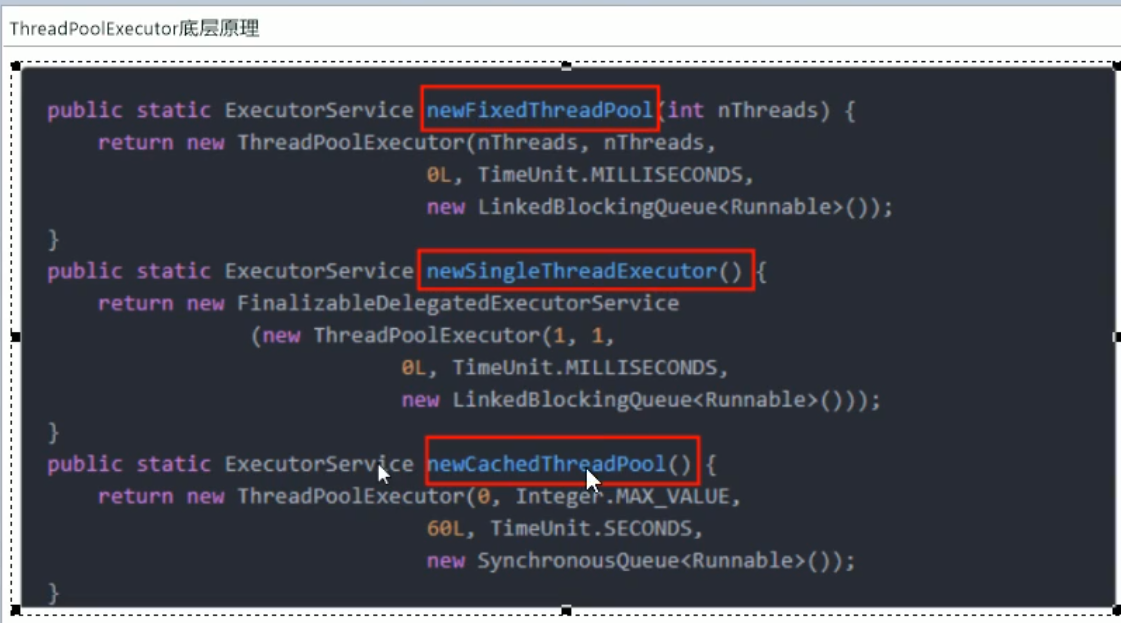 ThreadPoolExecutor底层原理
public static ExecutorService newFixedThreadPool(int nThreads) {
return new ThreadPoolExecutor(nThreads, nThreads,
0L, TimeUnit.MILLISECONDS,
new LinkedBlockingQueue<Runnable>());
}
public static ExecutorService newSingleThreadExecutor() {
return new FinalizableDelegatedExecutorService
(new ThreadPoolExecutor(1, 1,
0L, TimeUnit.MILLISECONDS,
new LinkedBlockingQueue<Runnable>()));
}
public static ExecutorService newCachedThreadPool() {
return new ThreadPoolExecutor(0, Integer.MAX_VALUE,
60L, TimeUnit.SECONDS,
new SynchronousQueue<Runnable>());
}